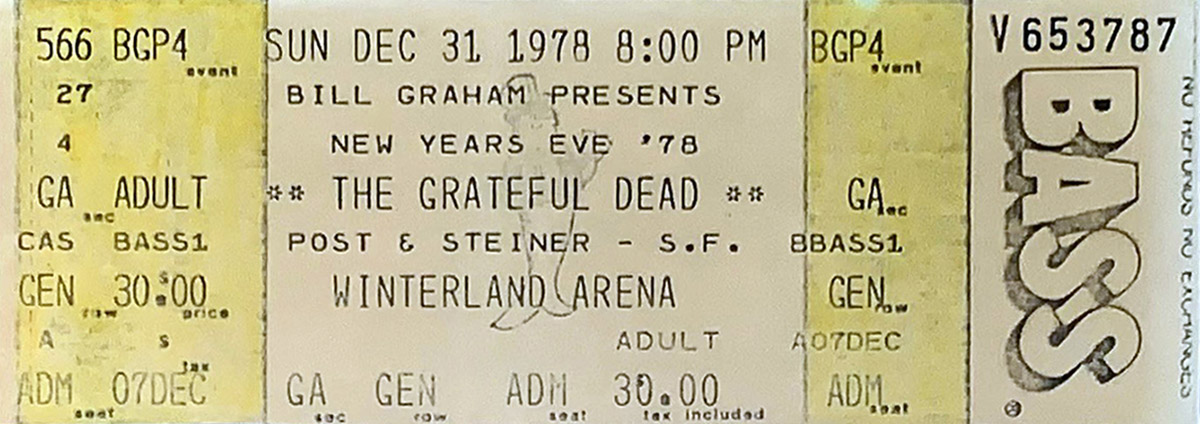 566 BGP4 SUN DEC 31 1978 8:00 PM BGP4 V 653787
event event
27 BILL GRAHAM PRESENTS
4 NEW YEARS EVE '78
GA ADULT ** THE GRATEFUL DEAD ** GA
sec sec
CAS BASS1 POST & STEINER - S.F. BBASS1
GEN $ 30.00 WINTERLAND ARENA GEN
row price row
A S ADULT A07DEC
tax
ADM 07DEC GA GEN ADM 30.00 ADM
seat sec row seat tax included seat
BASS
®
NO REFUNDS NO EXCHANGES